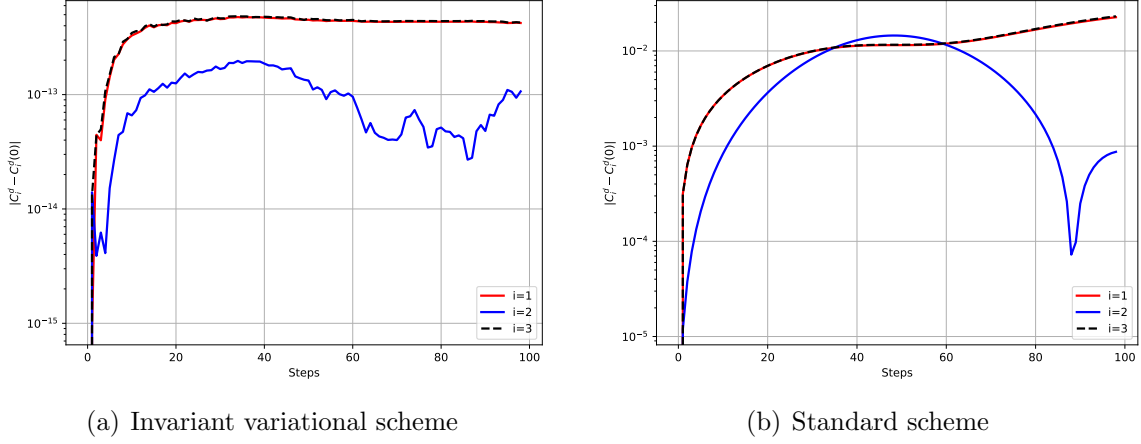 |C_i^d − C_i^d(0)|
10^{−13}
10^{−14}
10^{−15}
0
20
40
60
80
100
Steps
i=1
i=2
i=3
(a) Invariant variational scheme
|C_i^d − C_i^d(0)|
10^{−2}
10^{−3}
10^{−4}
10^{−5}
0
20
40
60
80
100
Steps
i=1
i=2
i=3
(b) Standard scheme